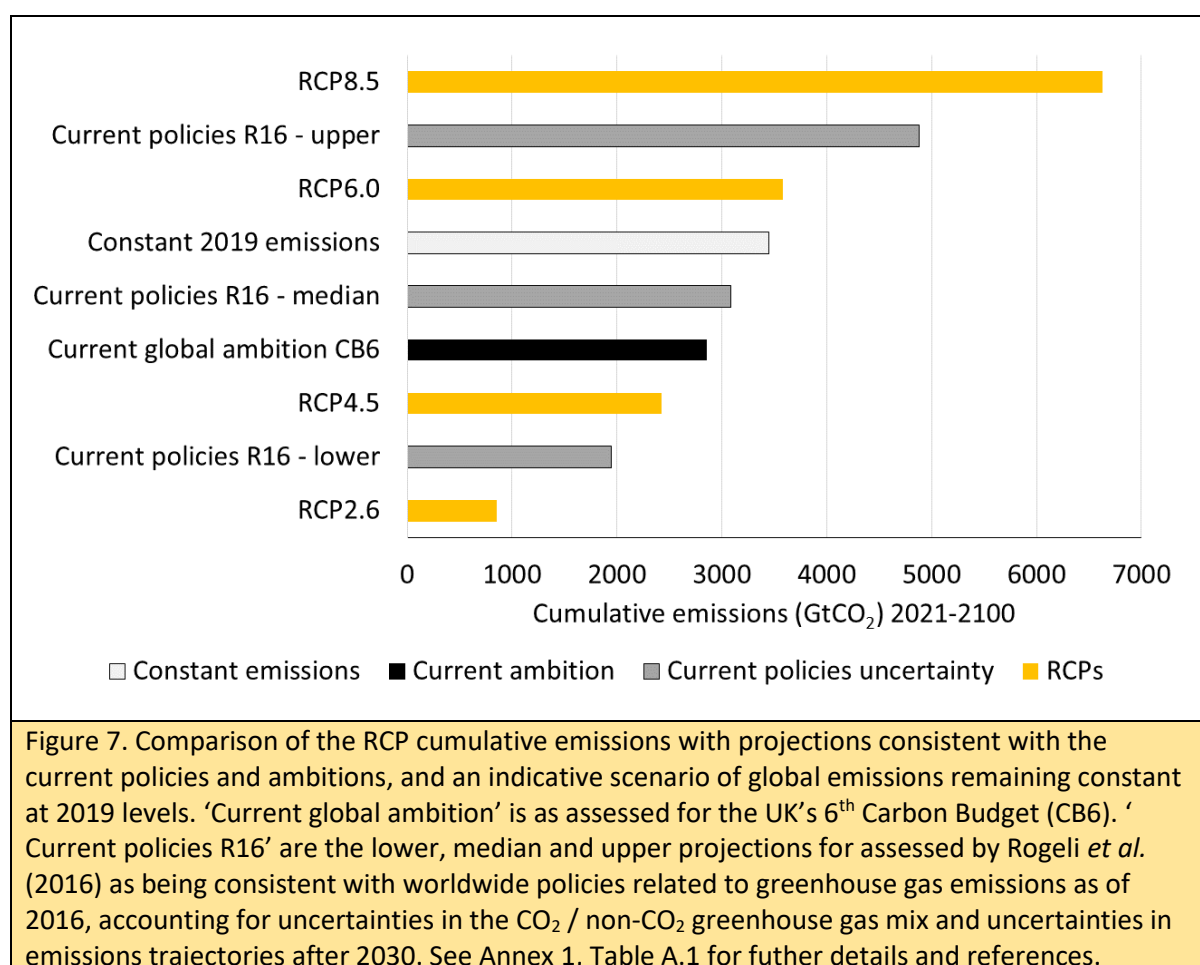 RCP8.5
Current policies R16 - upper
RCP6.0
Constant 2019 emissions
Current policies R16 - median
Current global ambition CB6
RCP4.5
Current policies R16 - lower
RCP2.6
0 1000 2000 3000 4000 5000 6000 7000
Cumulative emissions (GtCO₂) 2021-2100
Constant emissions Current ambition Current policies uncertainty RCPs
Figure 7. Comparison of the RCP cumulative emissions with projections consistent with the
current policies and ambitions, and an indicative scenario of global emissions remaining constant
at 2019 levels. ‘Current global ambition’ is as assessed for the UK’s 6ᵗʰ Carbon Budget (CB6). ‘
Current policies R16’ are the lower, median and upper projections for assessed by Rogeli et al.
(2016) as being consistent with worldwide policies related to greenhouse gas emissions as of
2016, accounting for uncertainties in the CO₂ / non-CO₂ greenhouse gas mix and uncertainties in
emissions trajectories after 2030. See Annex 1, Table A.1 for futher details and references.